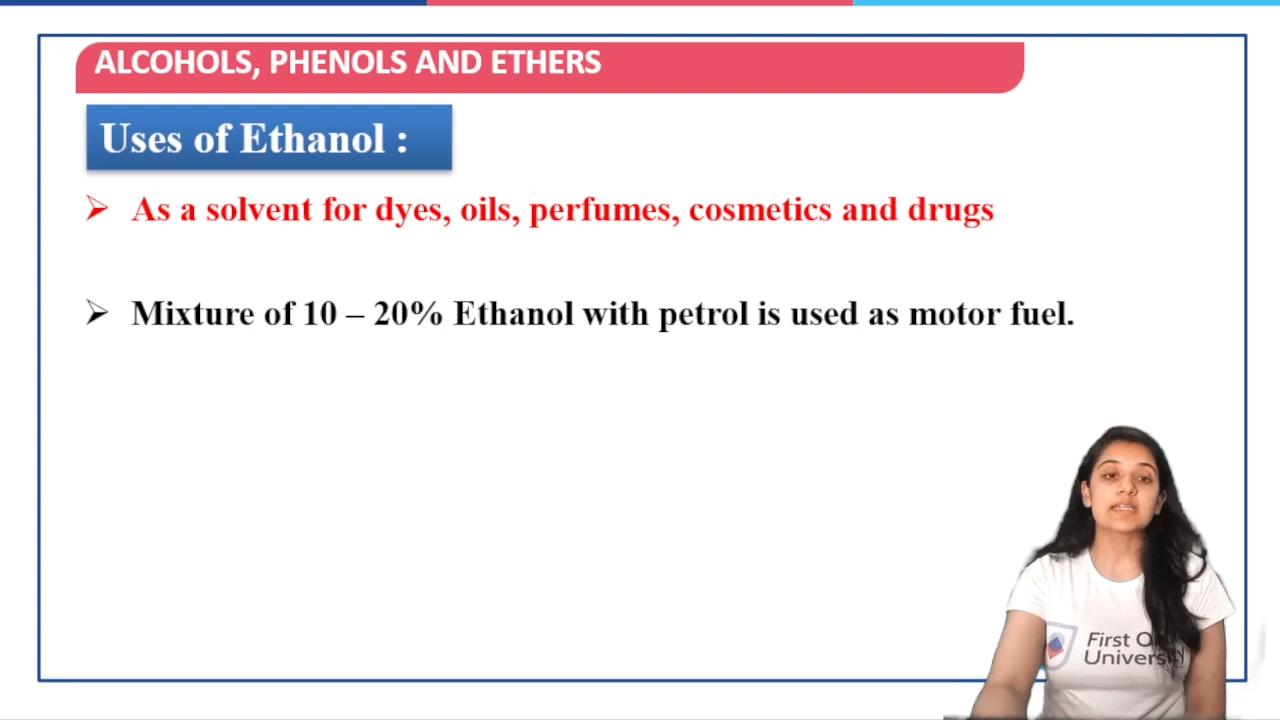 ALCOHOLS, PHENOLS AND ETHERS
Uses of Ethanol :
➢ As a solvent for dyes, oils, perfumes, cosmetics and drugs
➢ Mixture of 10 – 20% Ethanol with petrol is used as motor fuel.
First